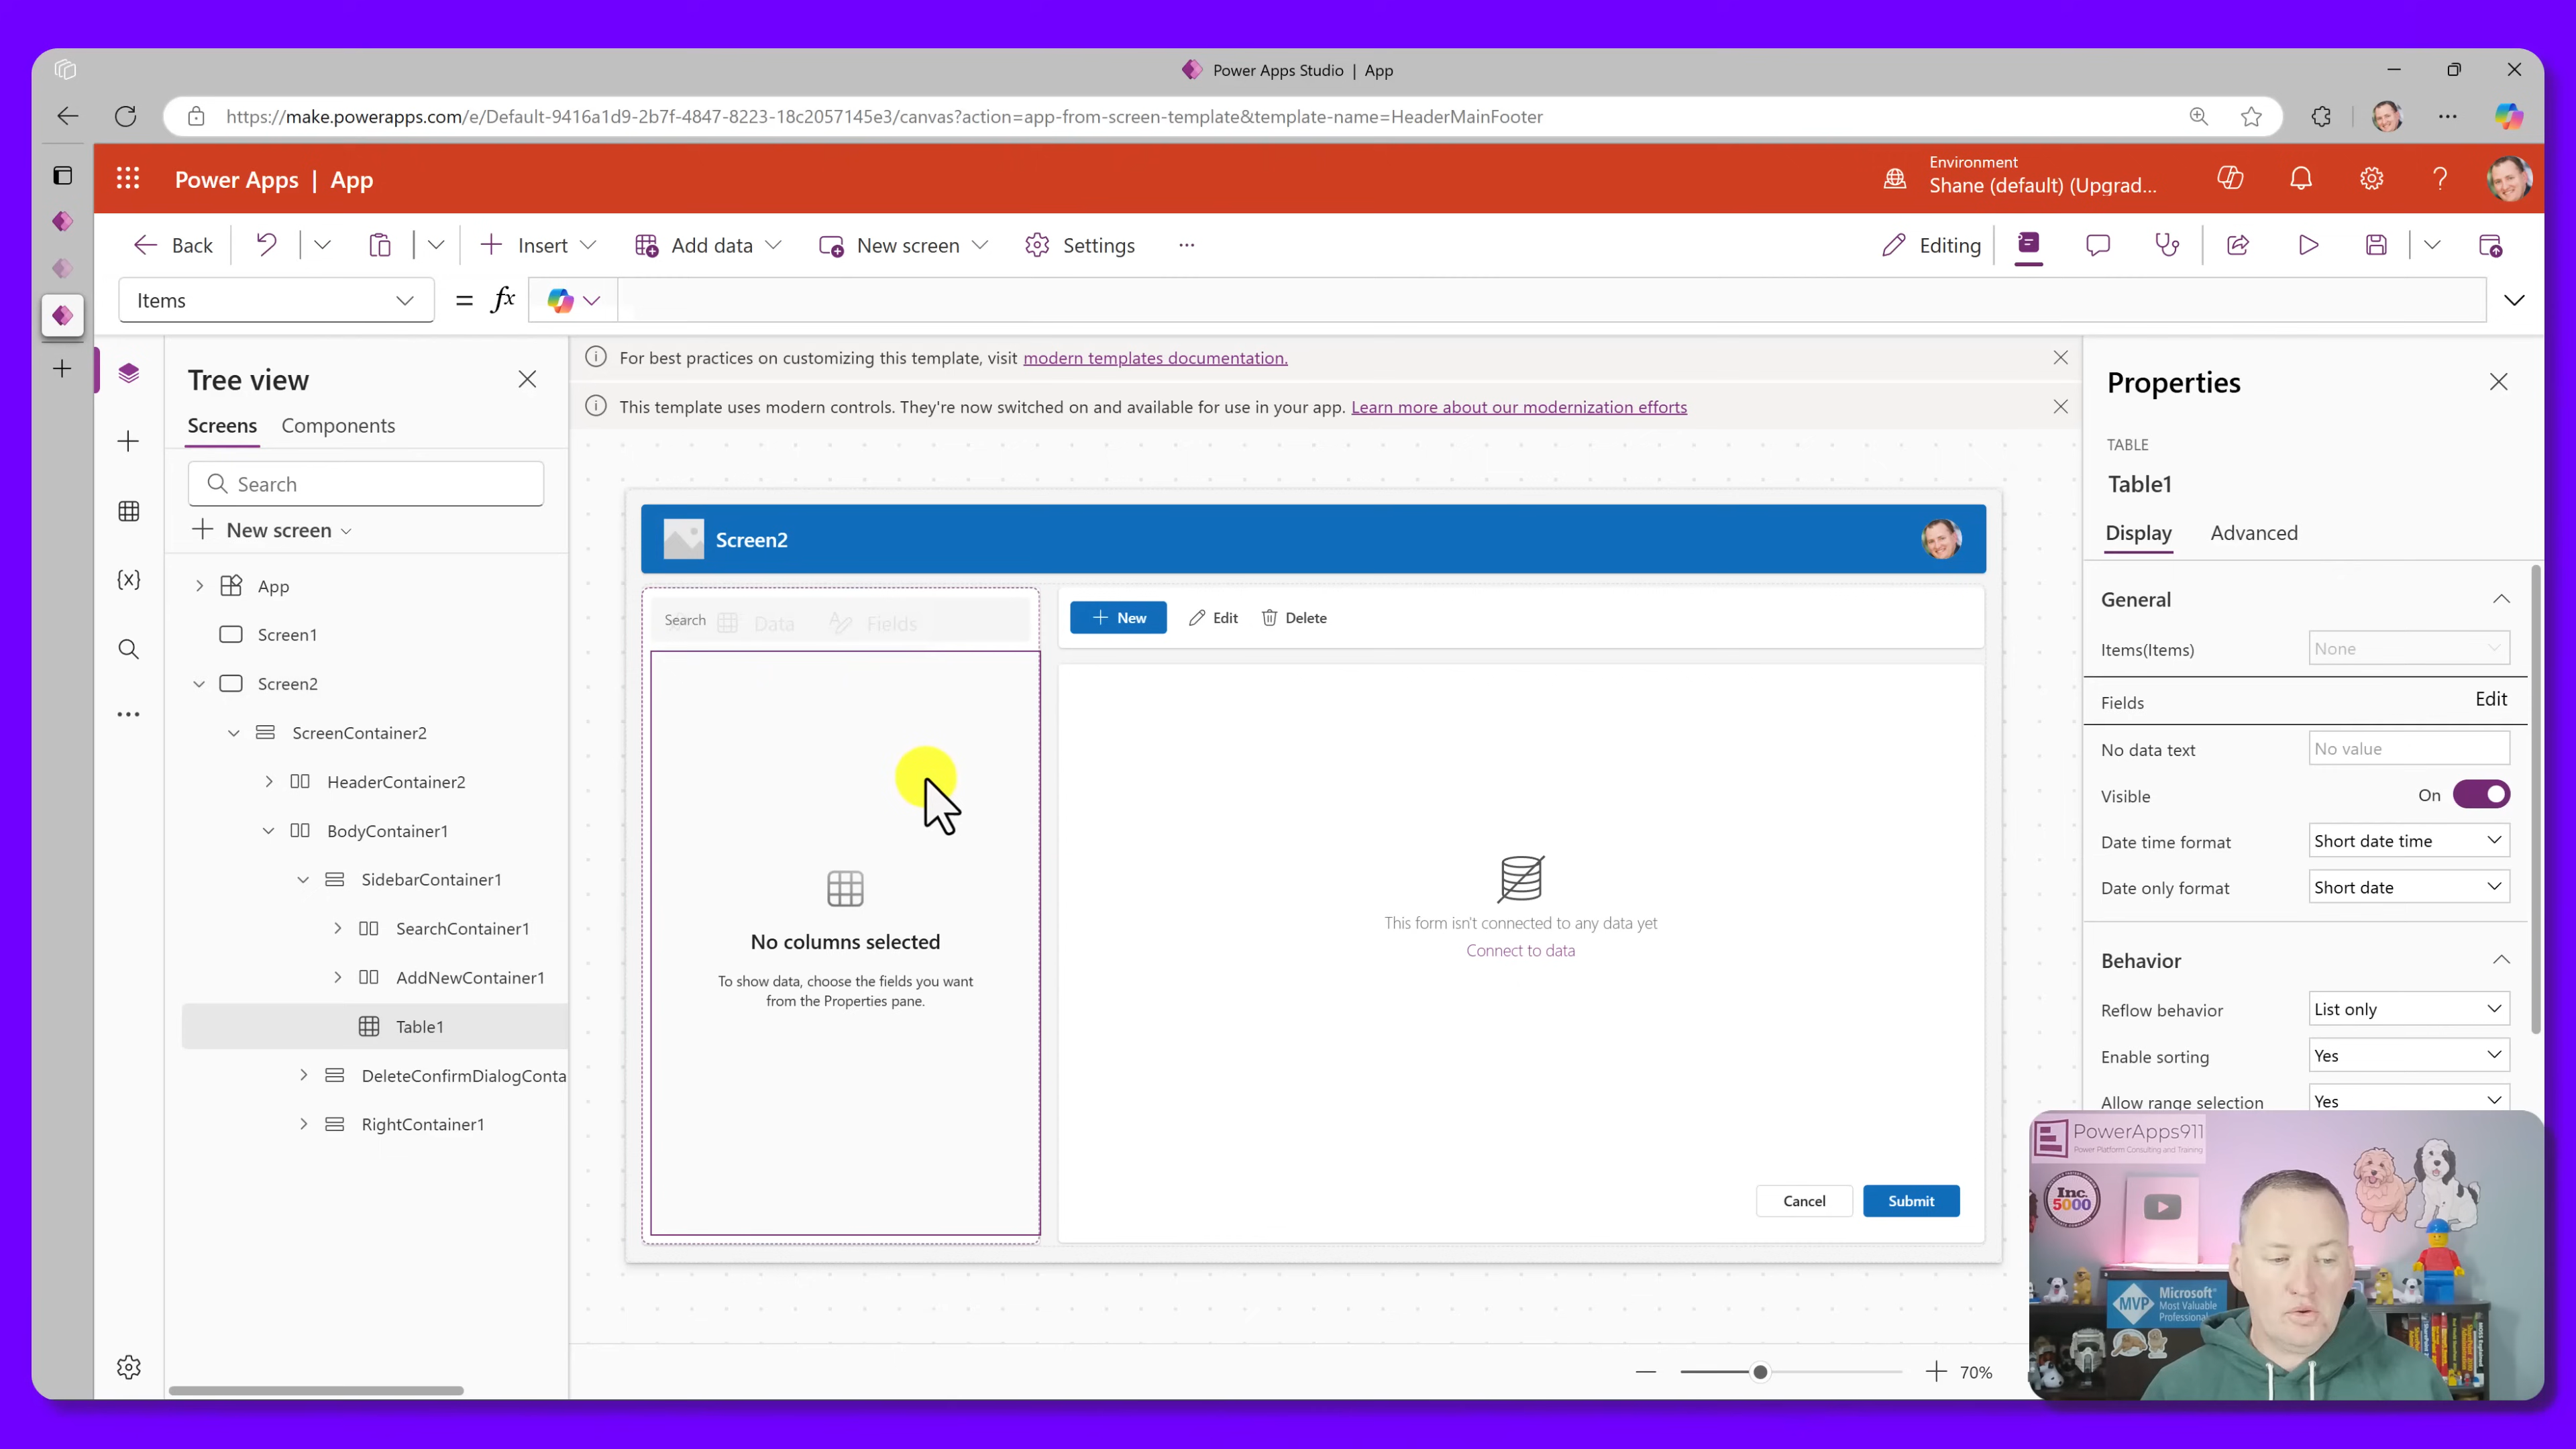 Power Apps Studio | App
https://make.powerapps.com/e/Default-9416a1d9-2b7f-4847-8223-18c2057145e3/canvas?action=app-from-screen-template&template-name=HeaderMainFooter
Power Apps | App
Environment
Shane (default) (Upgrad...
Back
Insert
Add data
New screen
Settings
Editing
Items
= fx
Tree view
Screens
Components
Search
New screen
App
Screen1
Screen2
ScreenContainer2
HeaderContainer2
BodyContainer1
SidebarContainer1
SearchContainer1
AddNewContainer1
Table1
DeleteConfirmDialogConta
RightContainer1
For best practices on customizing this template, visit modern templates documentation.
This template uses modern controls. They're now switched on and available for use in your app. Learn more about our modernization efforts
Screen2
Search
Data
Fields
New
Edit
Delete
No columns selected
To show data, choose the fields you want
from the Properties pane.
This form isn't connected to any data yet
Connect to data
Cancel
Submit
70%
Properties
TABLE
Table1
Display
Advanced
General
Items(Items)
None
Fields
Edit
No data text
No value
Visible
On
Date time format
Short date time
Date only format
Short date
Behavior
Reflow behavior
List only
Enable sorting
Yes
Allow range selection
Yes
PowerApps911
Power Platform Consulting and Training
Inc.
5000
MVP
Microsoft
Most Valuable
Professional